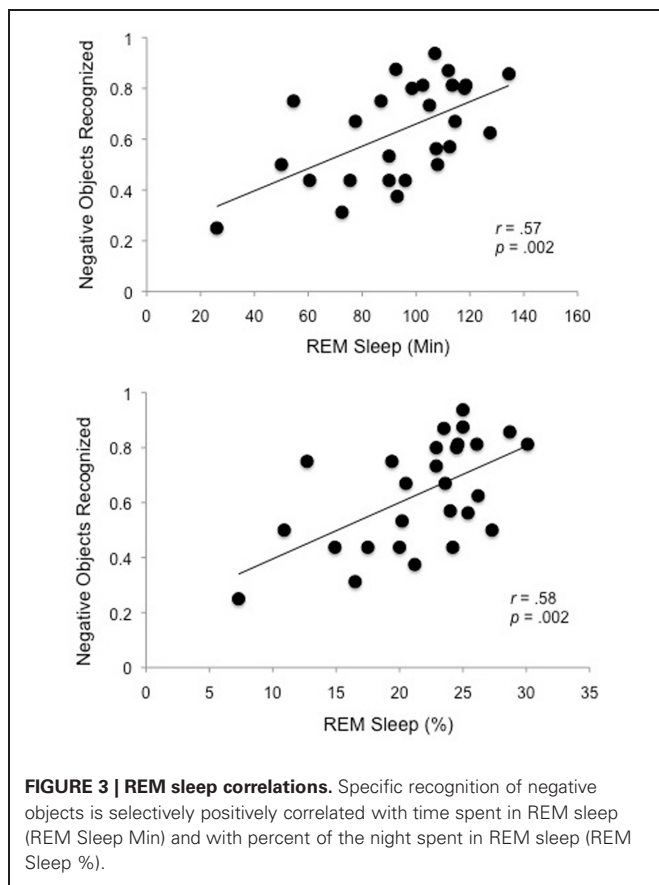 1
0.8
0.6
0.4
0.2
0
Negative Objects Recognized
r = .57
p = .002
0 20 40 60 80 100 120 140 160
REM Sleep (Min)
1
0.8
0.6
0.4
0.2
0
Negative Objects Recognized
r = .58
p = .002
0 5 10 15 20 25 30 35
REM Sleep (%)
FIGURE 3 | REM sleep correlations. Specific recognition of negative
objects is selectively positively correlated with time spent in REM sleep
(REM Sleep Min) and with percent of the night spent in REM sleep (REM
Sleep %).